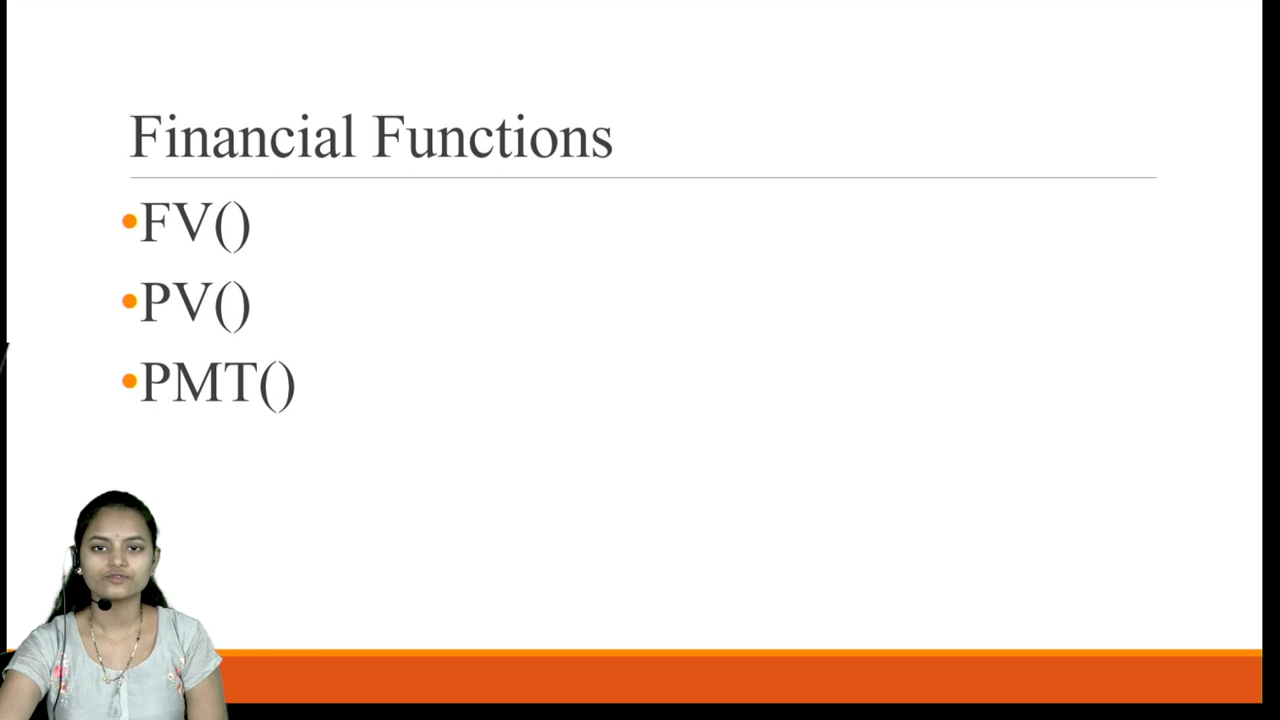 Financial Functions
•FV()
•PV()
•PMT()